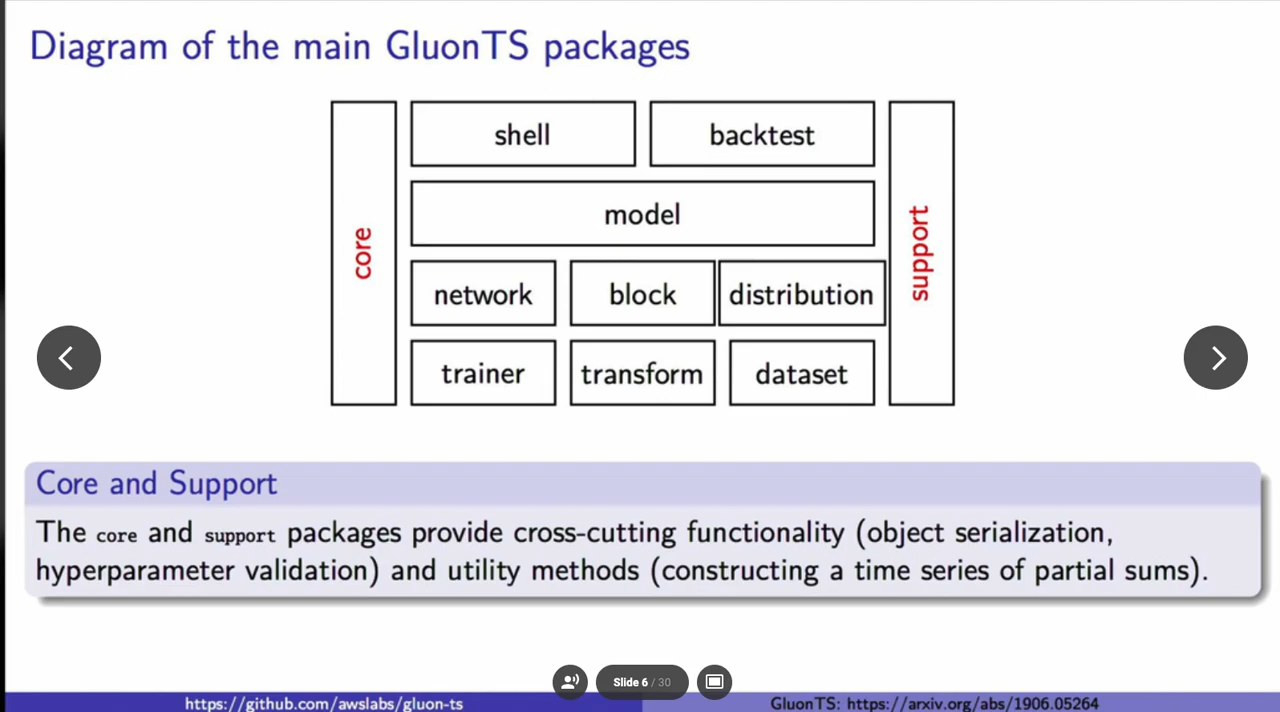 Diagram of the main GluonTS packages
core
shell
backtest
model
network
block
distribution
trainer
transform
dataset
support
Core and Support
The core and support packages provide cross-cutting functionality (object serialization,
hyperparameter validation) and utility methods (constructing a time series of partial sums).
Slide 6 / 30
https://github.com/awslabs/gluon-ts
GluonTS: https://arxiv.org/abs/1906.05264